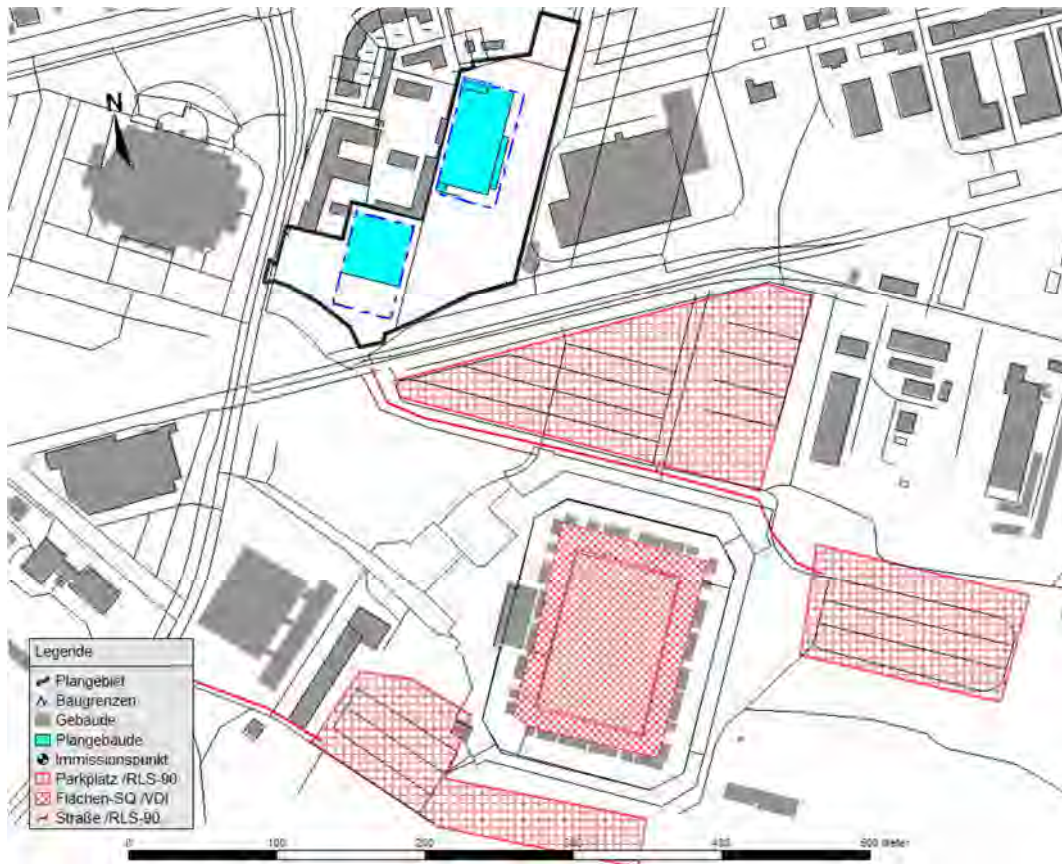 N
Legende
Plangebiet
Baugrenzen
Gebäude
Plangebäude
Immissionspunkt
Parkplatz /RLS-90
Flächen-SQ /VDI
Straße /RLS-90
0 100 200 400 500 Meter